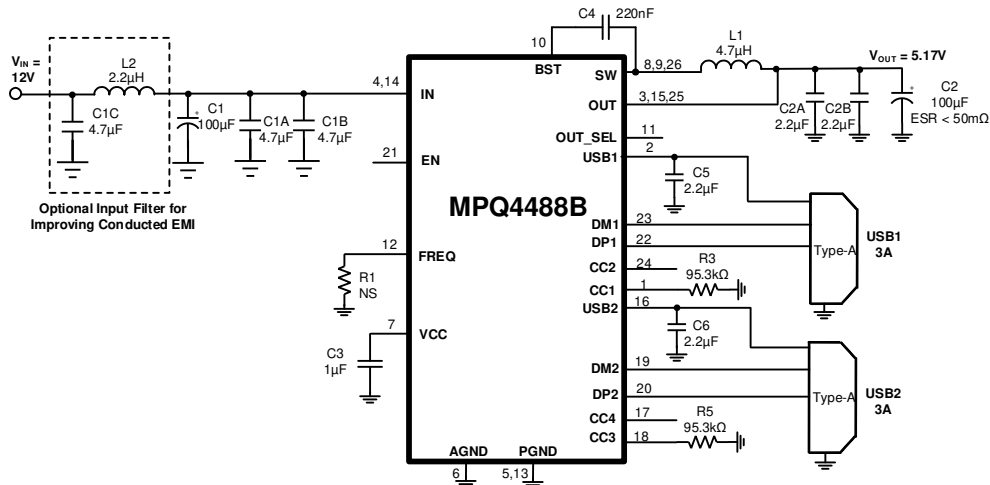 C4
220nF
10
BST
L1
4.7µH
V_IN =
12V
L2
2.2µH
C1C
4.7µF
C1
100µF
C1A
4.7µF
C1B
4.7µF
Optional Input Filter for
Improving Conducted EMI
4,14
IN
21
EN
12
FREQ
R1
NS
7
VCC
C3
1µF
MPQ4488B
AGND
6
PGND
5,13
SW
8,9,26
V_OUT = 5.17V
OUT
3,15,25
C2A
2.2µF
C2B
2.2µF
C2
100µF
ESR < 50mΩ
OUT_SEL
11
USB1
2
C5
2.2µF
DM1
23
DP1
22
Type-A
USB1
3A
CC2
24
CC1
1
R3
95.3kΩ
USB2
16
C6
2.2µF
DM2
19
DP2
20
Type-A
USB2
3A
CC4
17
CC3
18
R5
95.3kΩ